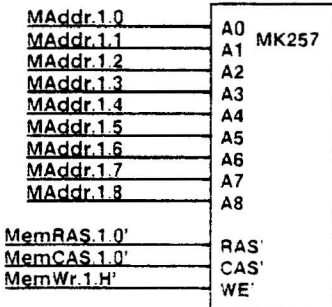 MAddr.1.0
MAddr.1.1
MAddr.1.2
MAddr.1.3
MAddr.1.4
MAddr.1.5
MAddr.1.6
MAddr.1.7
MAddr.1.8
MemRAS.1.0'
MemCAS.1.0'
MemWr.1.H'
A0
MK257
A1
A2
A3
A4
A5
A6
A7
A8
RAS'
CAS'
WE'